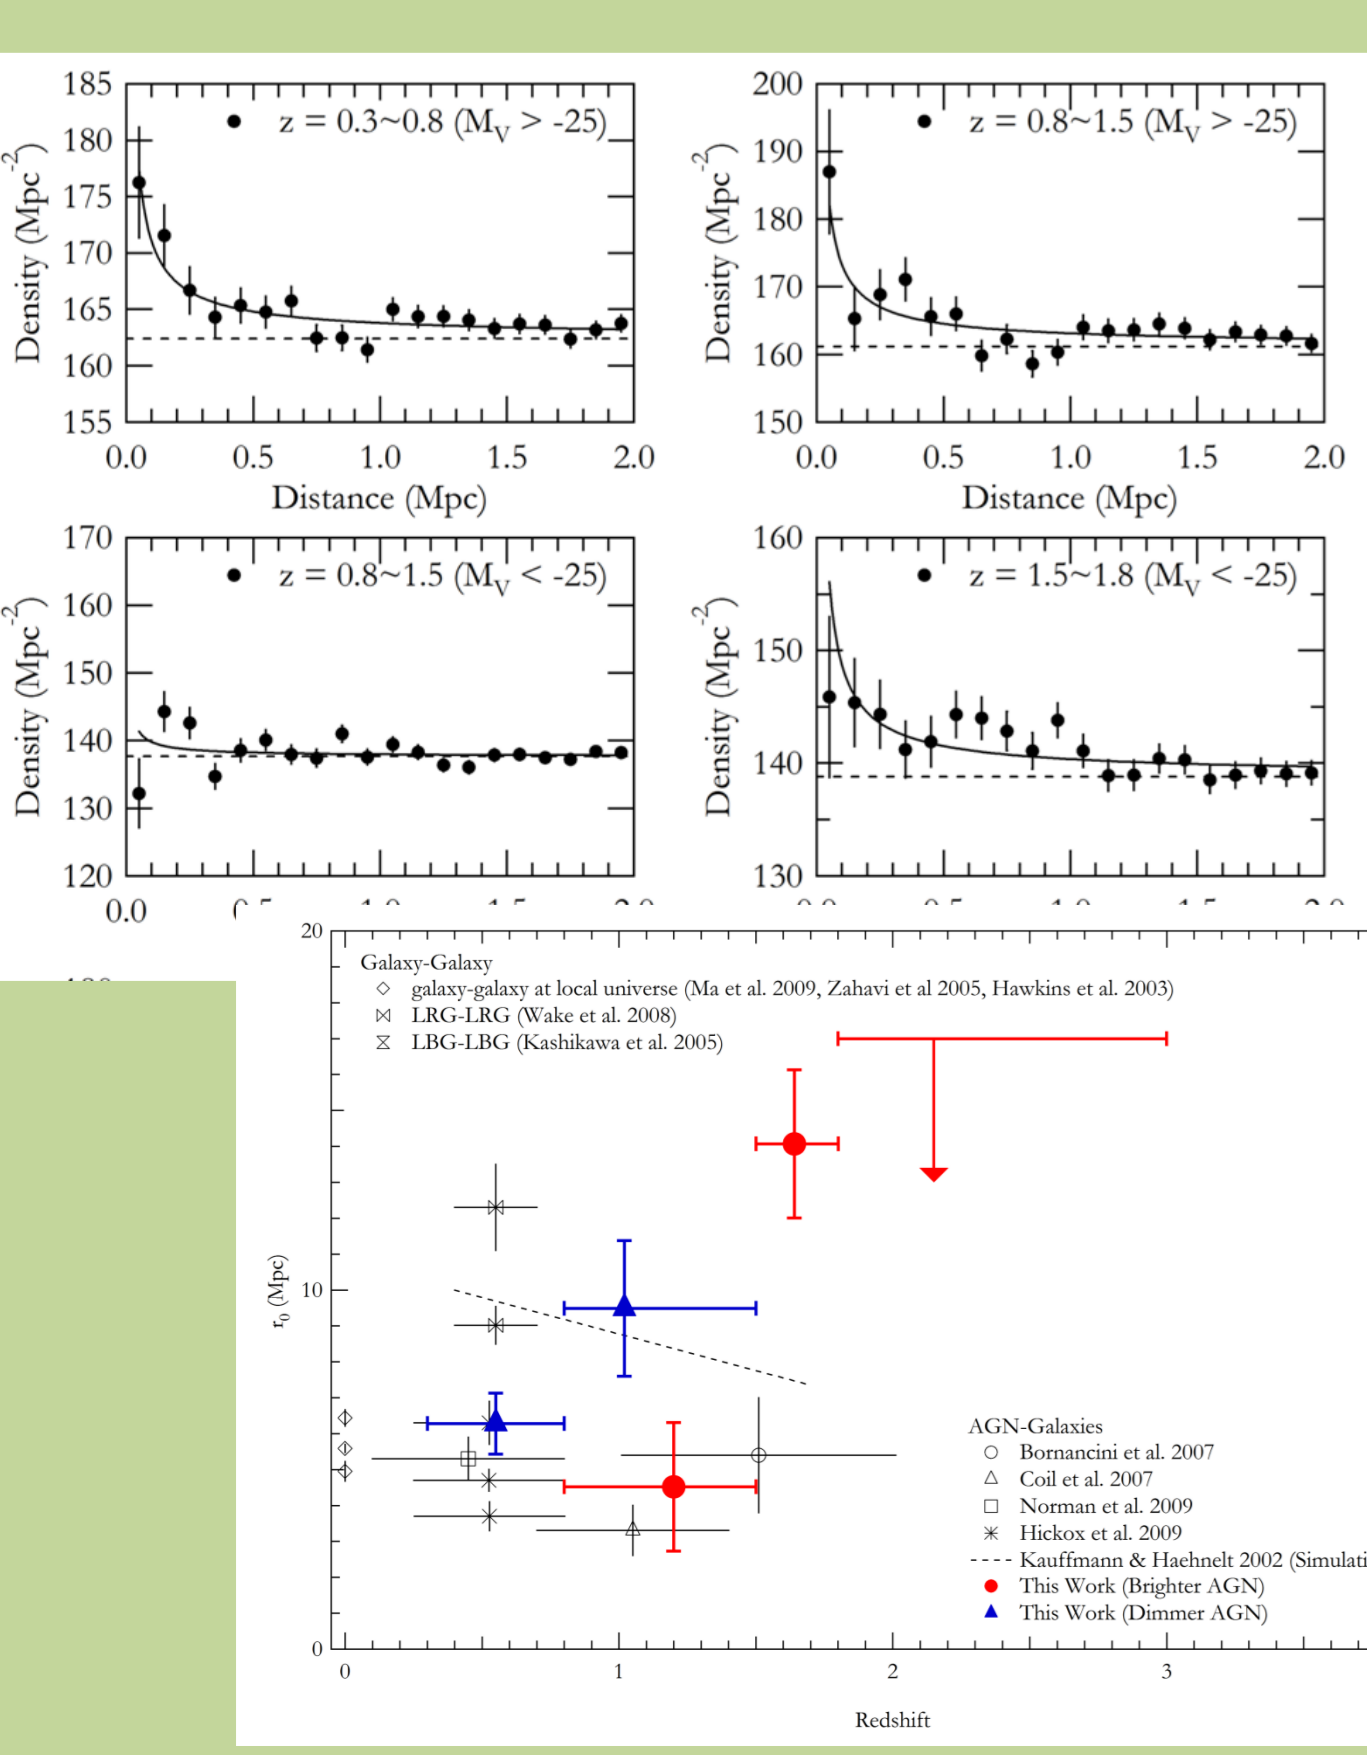 185
180
175
170
165
160
155
Density (Mpc-2)
z = 0.3~0.8 (MV > -25)
0.0 0.5 1.0 1.5 2.0
Distance (Mpc)
200
190
180
170
160
150
Density (Mpc-2)
z = 0.8~1.5 (MV > -25)
0.0 0.5 1.0 1.5 2.0
Distance (Mpc)
170
160
150
140
130
120
Density (Mpc-2)
z = 0.8~1.5 (MV < -25)
0.0
160
150
140
130
Density (Mpc-2)
z = 1.5~1.8 (MV < -25)
20
10
0
r0 (Mpc)
Galaxy-Galaxy
galaxy-galaxy at local universe (Ma et al. 2009, Zahavi et al 2005, Hawkins et al. 2003)
LRG-LRG (Wake et al. 2008)
LBG-LBG (Kashikawa et al. 2005)
AGN-Galaxies
Bornancini et al. 2007
Coil et al. 2007
Norman et al. 2009
Hickox et al. 2009
Kauffmann & Haehnelt 2002 (Simulati
This Work (Brighter AGN)
This Work (Dimmer AGN)
0 1 2 3
Redshift